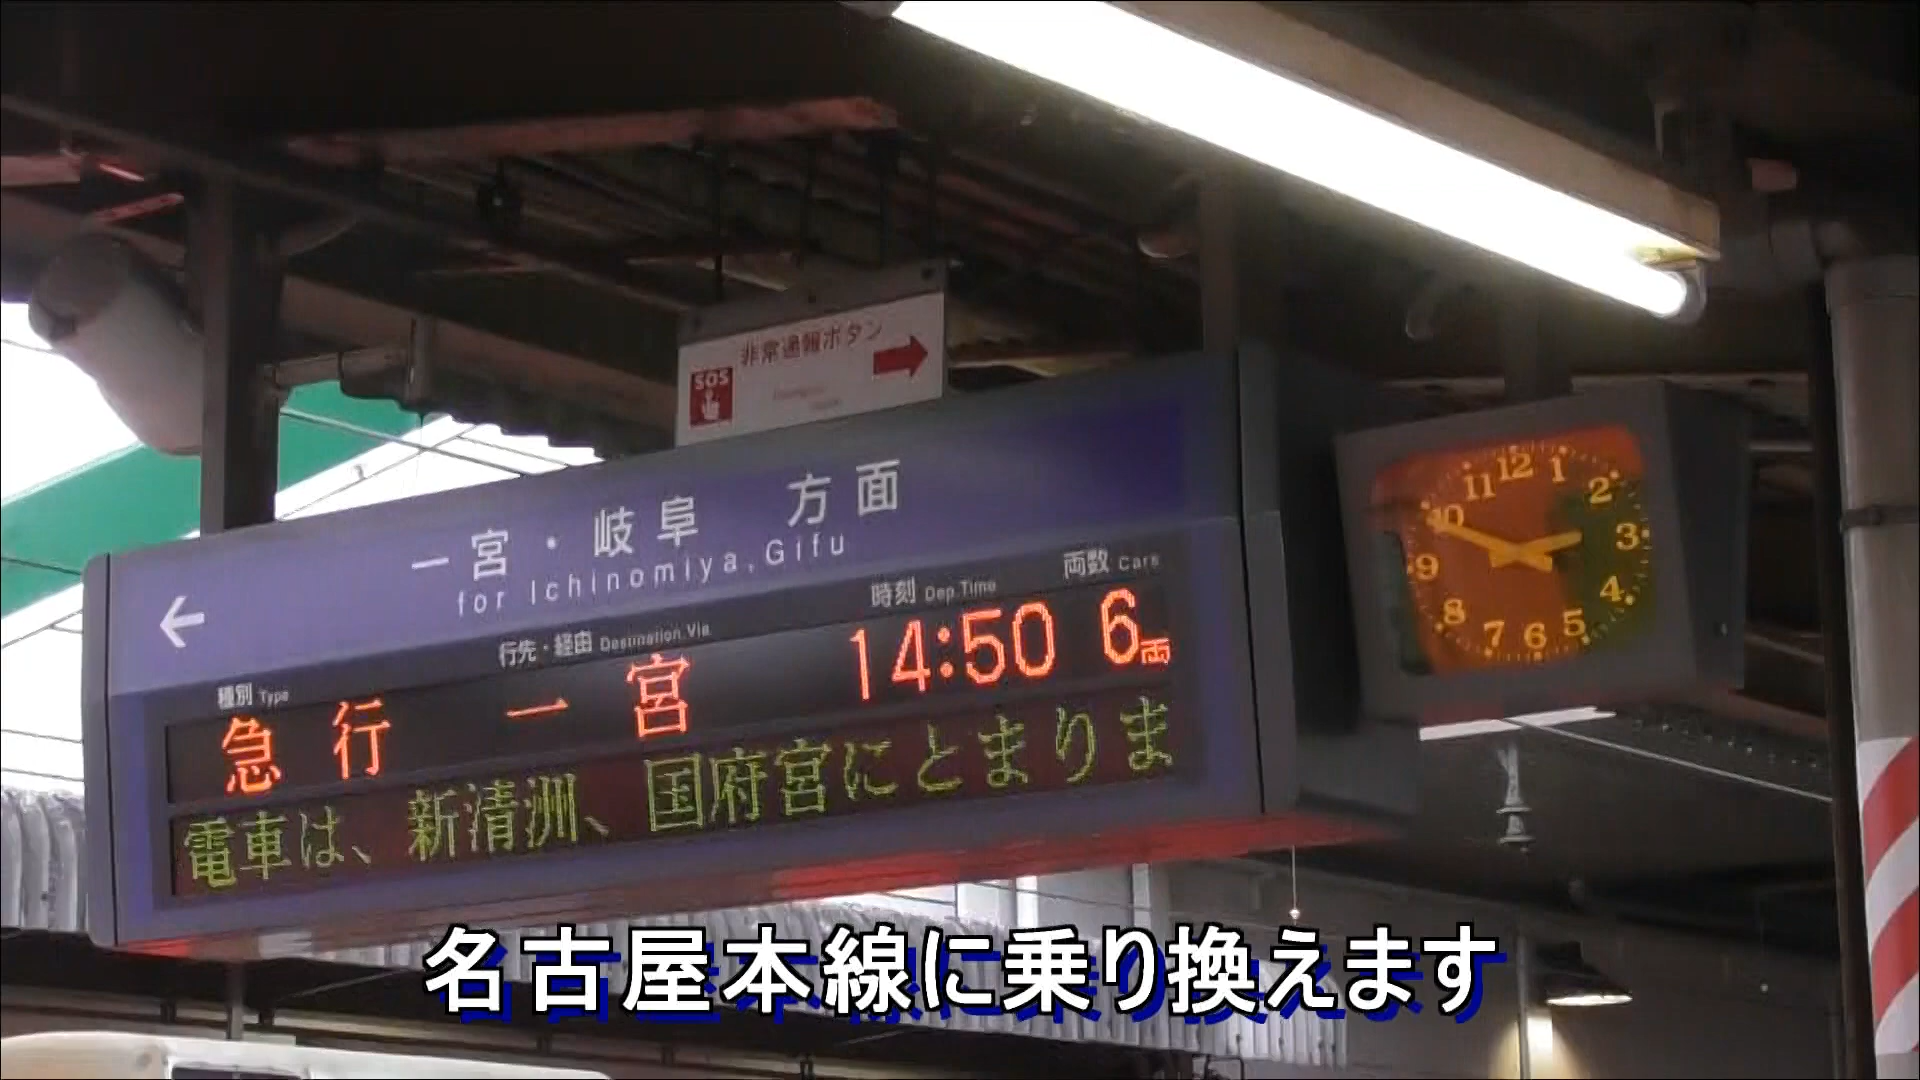 非常通報ボタン
SOS
一宮・岐阜 方面
for Ichinomiya,Gifu
種別 Type
行先・経由 Destination Via
時刻 Dep.Time
両数 Cars
急行 一宮 14:50 6両
電車は、新清洲、国府宮にとまりま
12 1 2 3 4 5 6 7 8 9 10 11
名古屋本線に乗り換えます